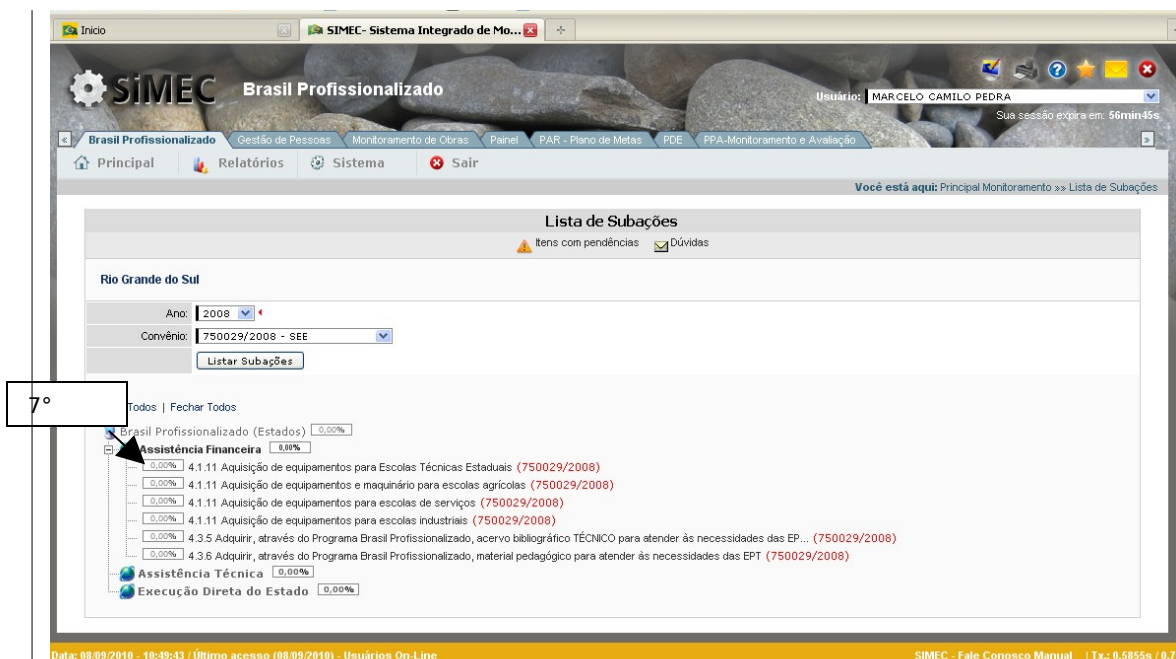 Inicio
SIMEC- Sistema Integrado de Mo...
SiMEC Brasil Profissionalizado
Usuário: MARCELO CAMILO PEDRA
Sua sessão expira em: 56min45s
Brasil Profissionalizado Gestão de Pessoas Monitoramento de Obras Painel PAR - Plano de Metas PDE PPA-Monitoramento e Avaliação
Principal Relatórios Sistema Sair
Você está aqui: Principal Monitoramento »» Lista de Subações
Lista de Subações
Itens com pendências Dúvidas
Rio Grande do Sul
Ano: 2008
Convênio: 750029/2008 - SEE
Listar Subações
7°
Todos | Fechar Todos
Brasil Profissionalizado (Estados) 0,00%
Assistência Financeira 0,00%
0,00% 4.1.11 Aquisição de equipamentos para Escolas Técnicas Estaduais (750029/2008)
0,00% 4.1.11 Aquisição de equipamentos e maquinário para escolas agrícolas (750029/2008)
0,00% 4.1.11 Aquisição de equipamentos para escolas de serviços (750029/2008)
0,00% 4.1.11 Aquisição de equipamentos para escolas industriais (750029/2008)
0,00% 4.3.5 Adquirir, através do Programa Brasil Profissionalizado, acervo bibliográfico TÉCNICO para atender às necessidades das EP... (750029/2008)
0,00% 4.3.6 Adquirir, através do Programa Brasil Profissionalizado, material pedagógico para atender às necessidades das EPT (750029/2008)
Assistência Técnica 0,00%
Execução Direta do Estado 0,00%
Data: 08/09/2010 - 10:49:43 / Último acesso (08/09/2010) - Usuários On-Line
SIMEC - Fale Conosco Manual | Tx.: 0,5855s /